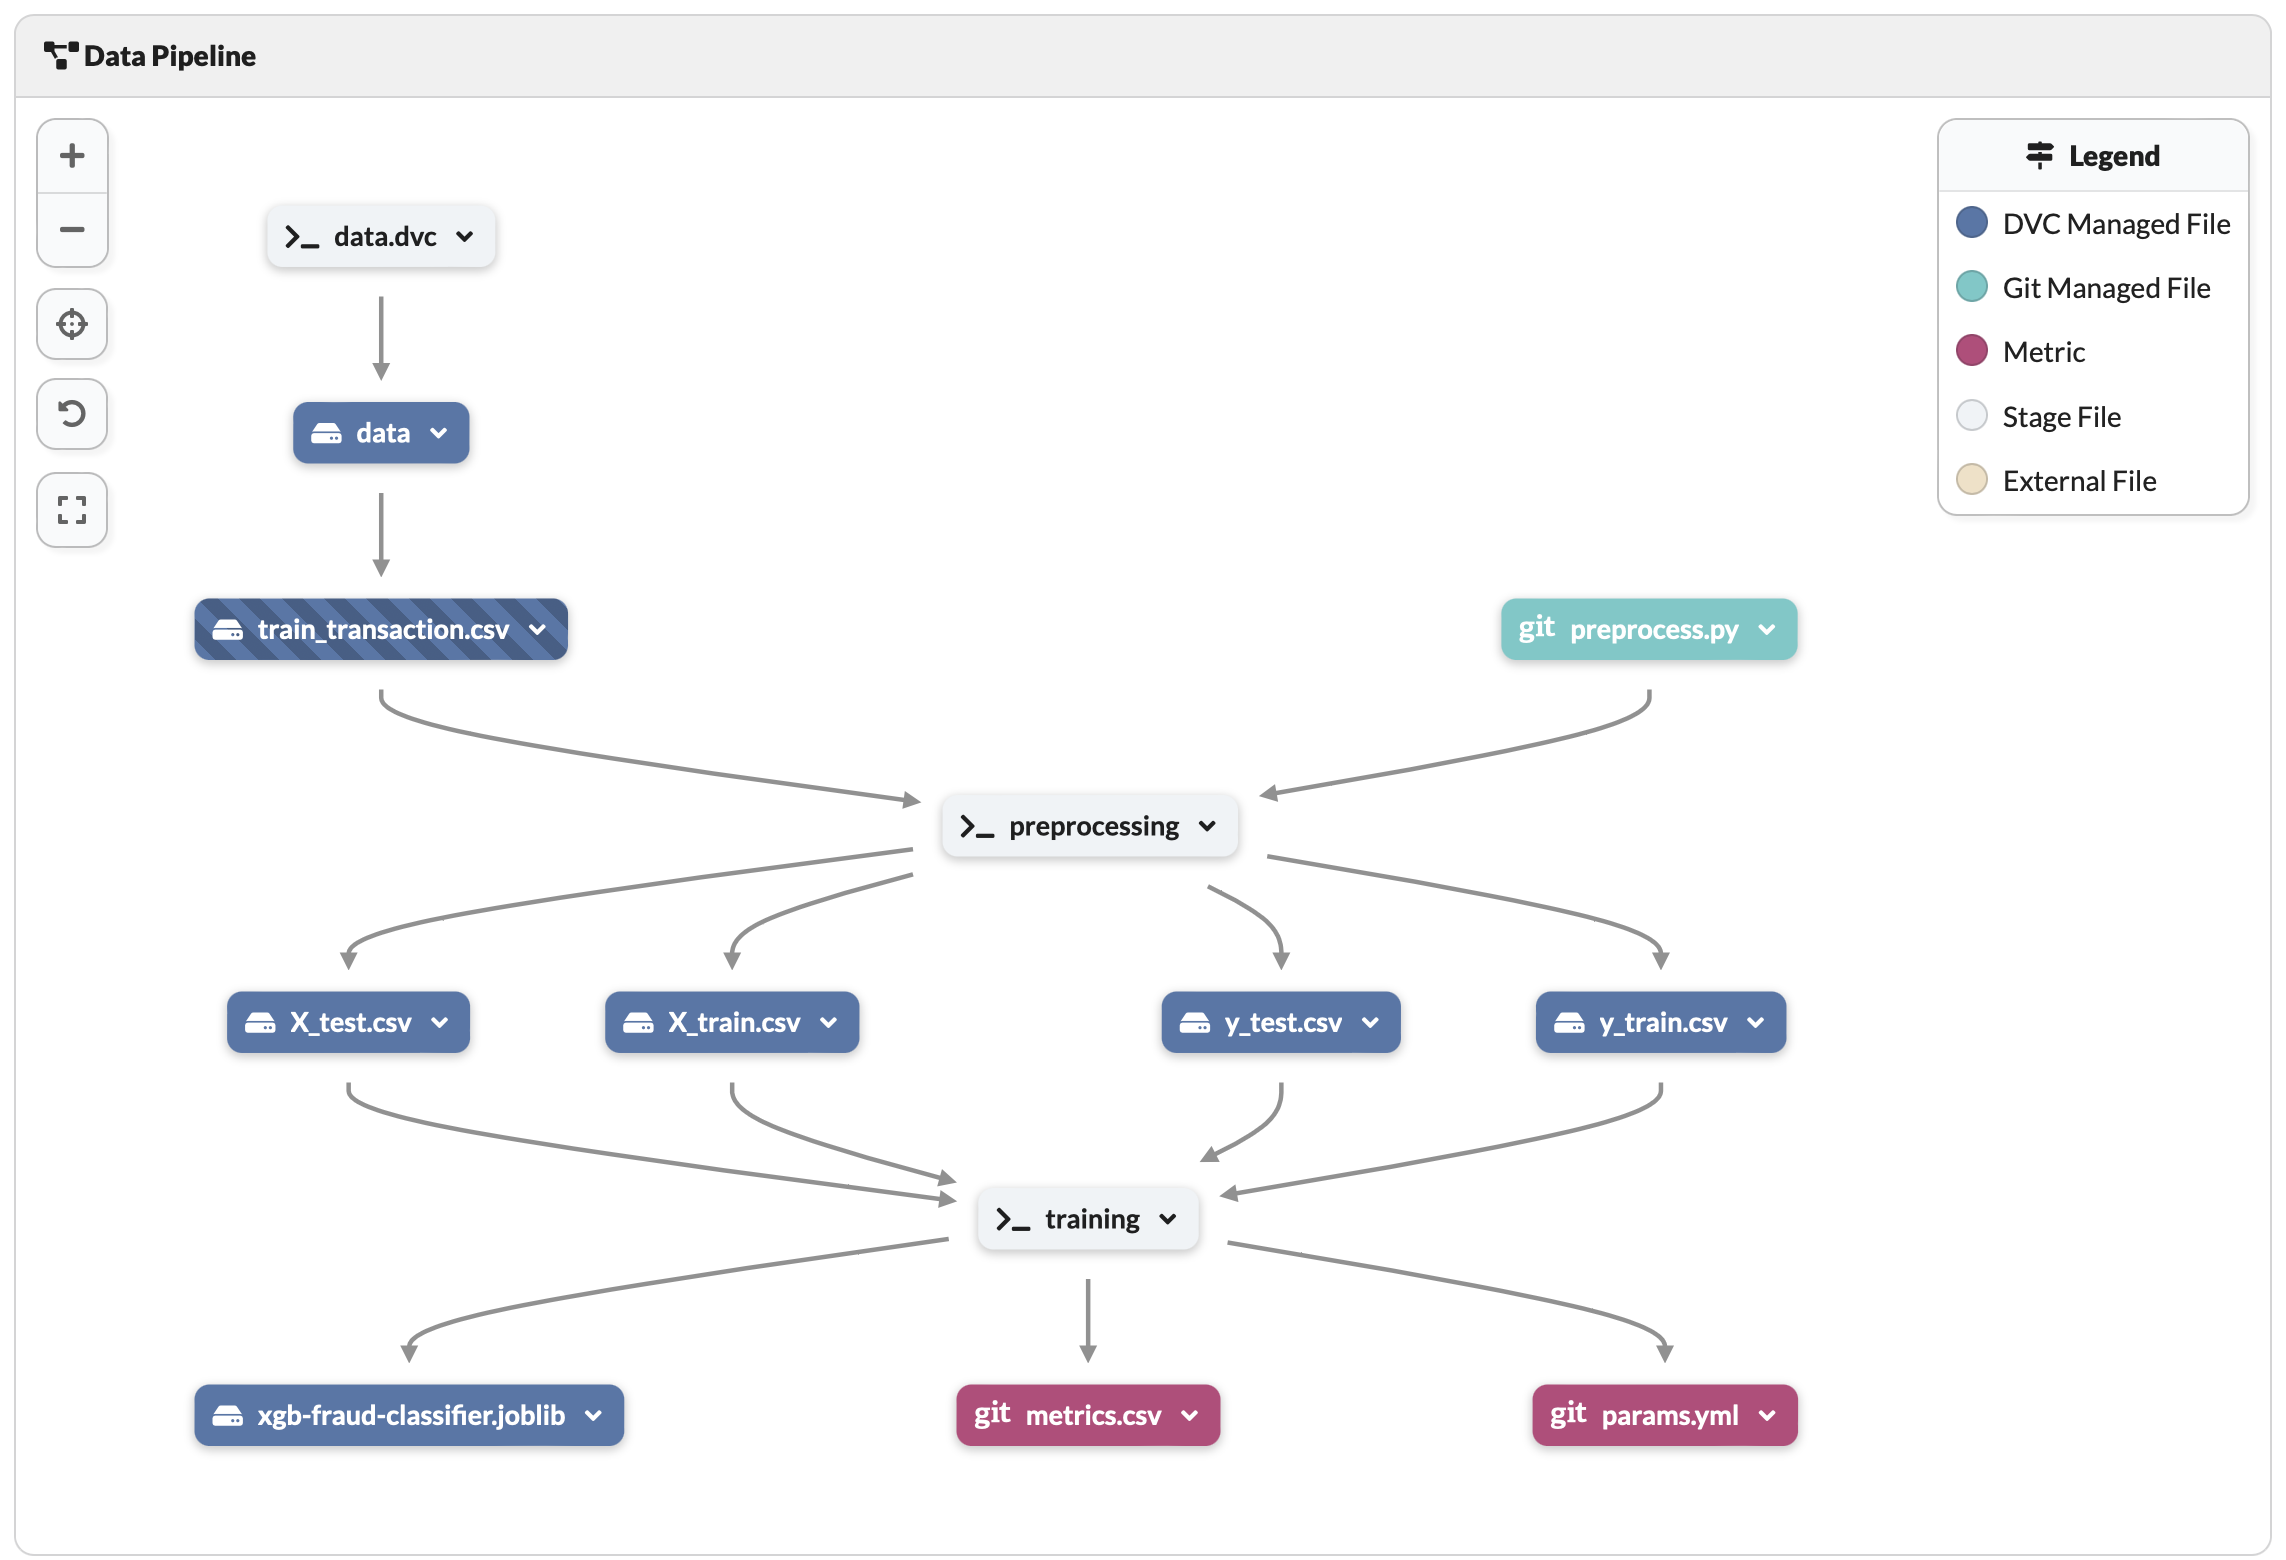 Data Pipeline
Legend
DVC Managed File
Git Managed File
Metric
Stage File
External File
data.dvc
data
train_transaction.csv
git preprocess.py
preprocessing
X_test.csv
X_train.csv
y_test.csv
y_train.csv
training
xgb-fraud-classifier.joblib
git metrics.csv
git params.yml